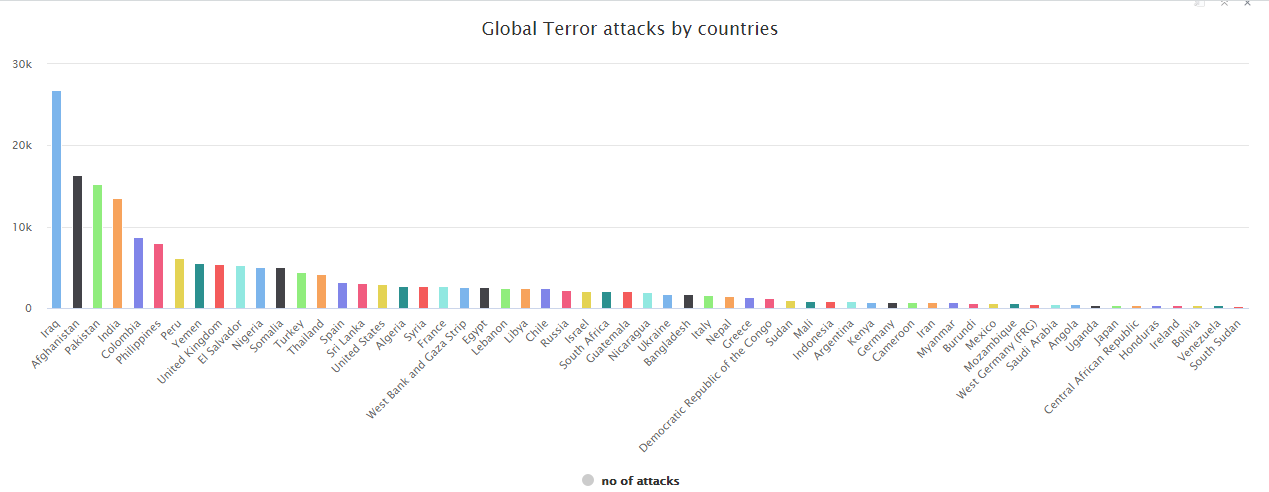 Global Terror attacks by countries
30k
20k
10k
0
Iraq
Afghanistan
Pakistan
India
Colombia
Philippines
Peru
Yemen
United Kingdom
El Salvador
Nigeria
Somalia
Turkey
Thailand
Spain
Sri Lanka
United States
Algeria
Syria
France
West Bank and Gaza Strip
Egypt
Lebanon
Libya
Chile
Russia
Israel
South Africa
Guatemala
Nicaragua
Ukraine
Bangladesh
Italy
Nepal
Greece
Democratic Republic of the Congo
Sudan
Mali
Indonesia
Argentina
Kenya
Germany
Cameroon
Iran
Myanmar
Burundi
Mexico
Mozambique
West Germany (FRG)
Saudi Arabia
Angola
Uganda
Japan
Central African Republic
Honduras
Ireland
Bolivia
Venezuela
South Sudan
no of attacks